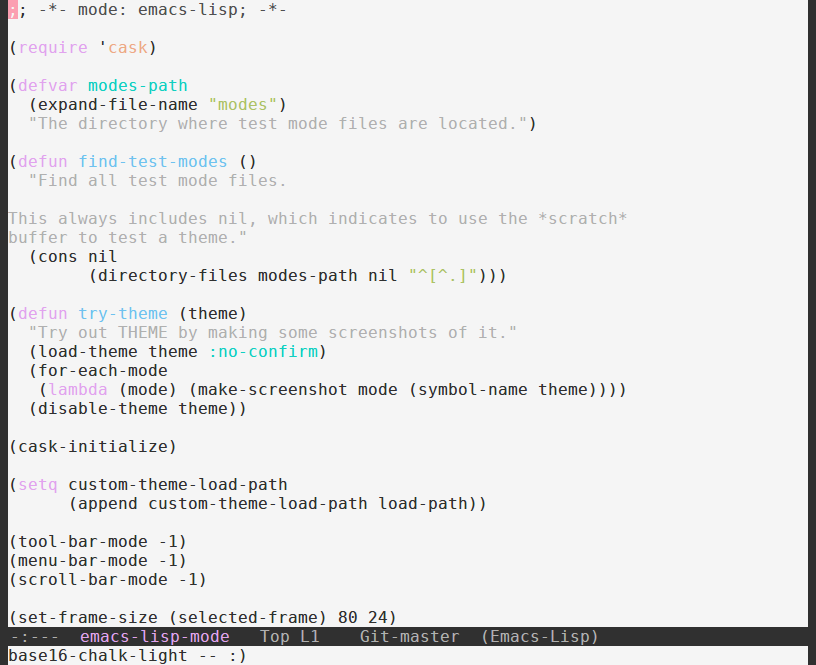 ;; -*- mode: emacs-lisp; -*-

(require 'cask)

(defvar modes-path
  (expand-file-name "modes")
  "The directory where test mode files are located.")

(defun find-test-modes ()
  "Find all test mode files.

This always includes nil, which indicates to use the *scratch*
buffer to test a theme."
  (cons nil
        (directory-files modes-path nil "^[^.]")))

(defun try-theme (theme)
  "Try out THEME by making some screenshots of it."
  (load-theme theme :no-confirm)
  (for-each-mode
   (lambda (mode) (make-screenshot mode (symbol-name theme))))
  (disable-theme theme))

(cask-initialize)

(setq custom-theme-load-path
      (append custom-theme-load-path load-path))

(tool-bar-mode -1)
(menu-bar-mode -1)
(scroll-bar-mode -1)

(set-frame-size (selected-frame) 80 24)
-:---  emacs-lisp-mode   Top L1    Git-master  (Emacs-Lisp)
base16-chalk-light -- :)